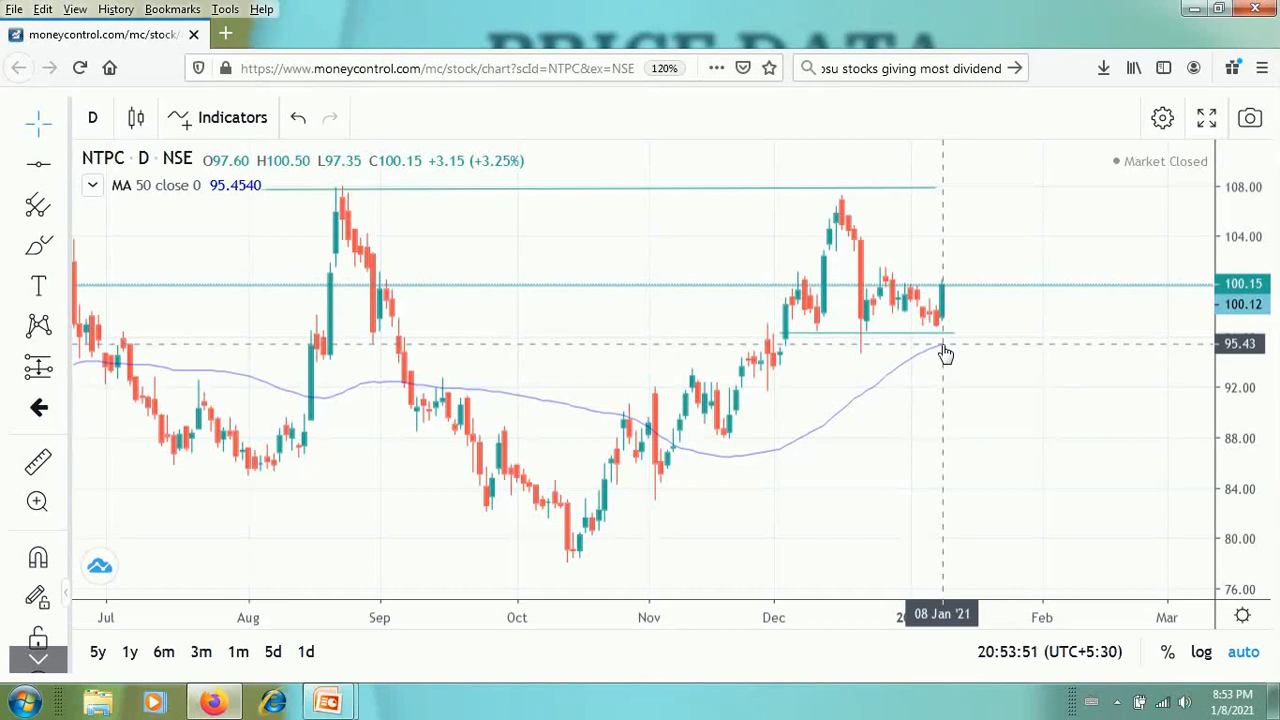 File Edit View History Bookmarks Tools Help
PRICE DATA
moneycontrol.com/mc/stock/
https://www.moneycontrol.com/mc/stock/chart?scId=NTPC&ex=NSE 120% osu stocks giving most dividend
D Indicators
NTPC · D · NSE O97.60 H100.50 L97.35 C100.15 +3.15 (+3.25%) Market Closed
MA 50 close 0 95.4540
108.00
104.00
100.15
100.12
95.43
92.00
88.00
84.00
80.00
76.00
Jul Aug Sep Oct Nov Dec 08 Jan '21 Feb Mar
5y 1y 6m 3m 1m 5d 1d 20:53:51 (UTC+5:30) % log auto
8:53 PM
1/8/2021